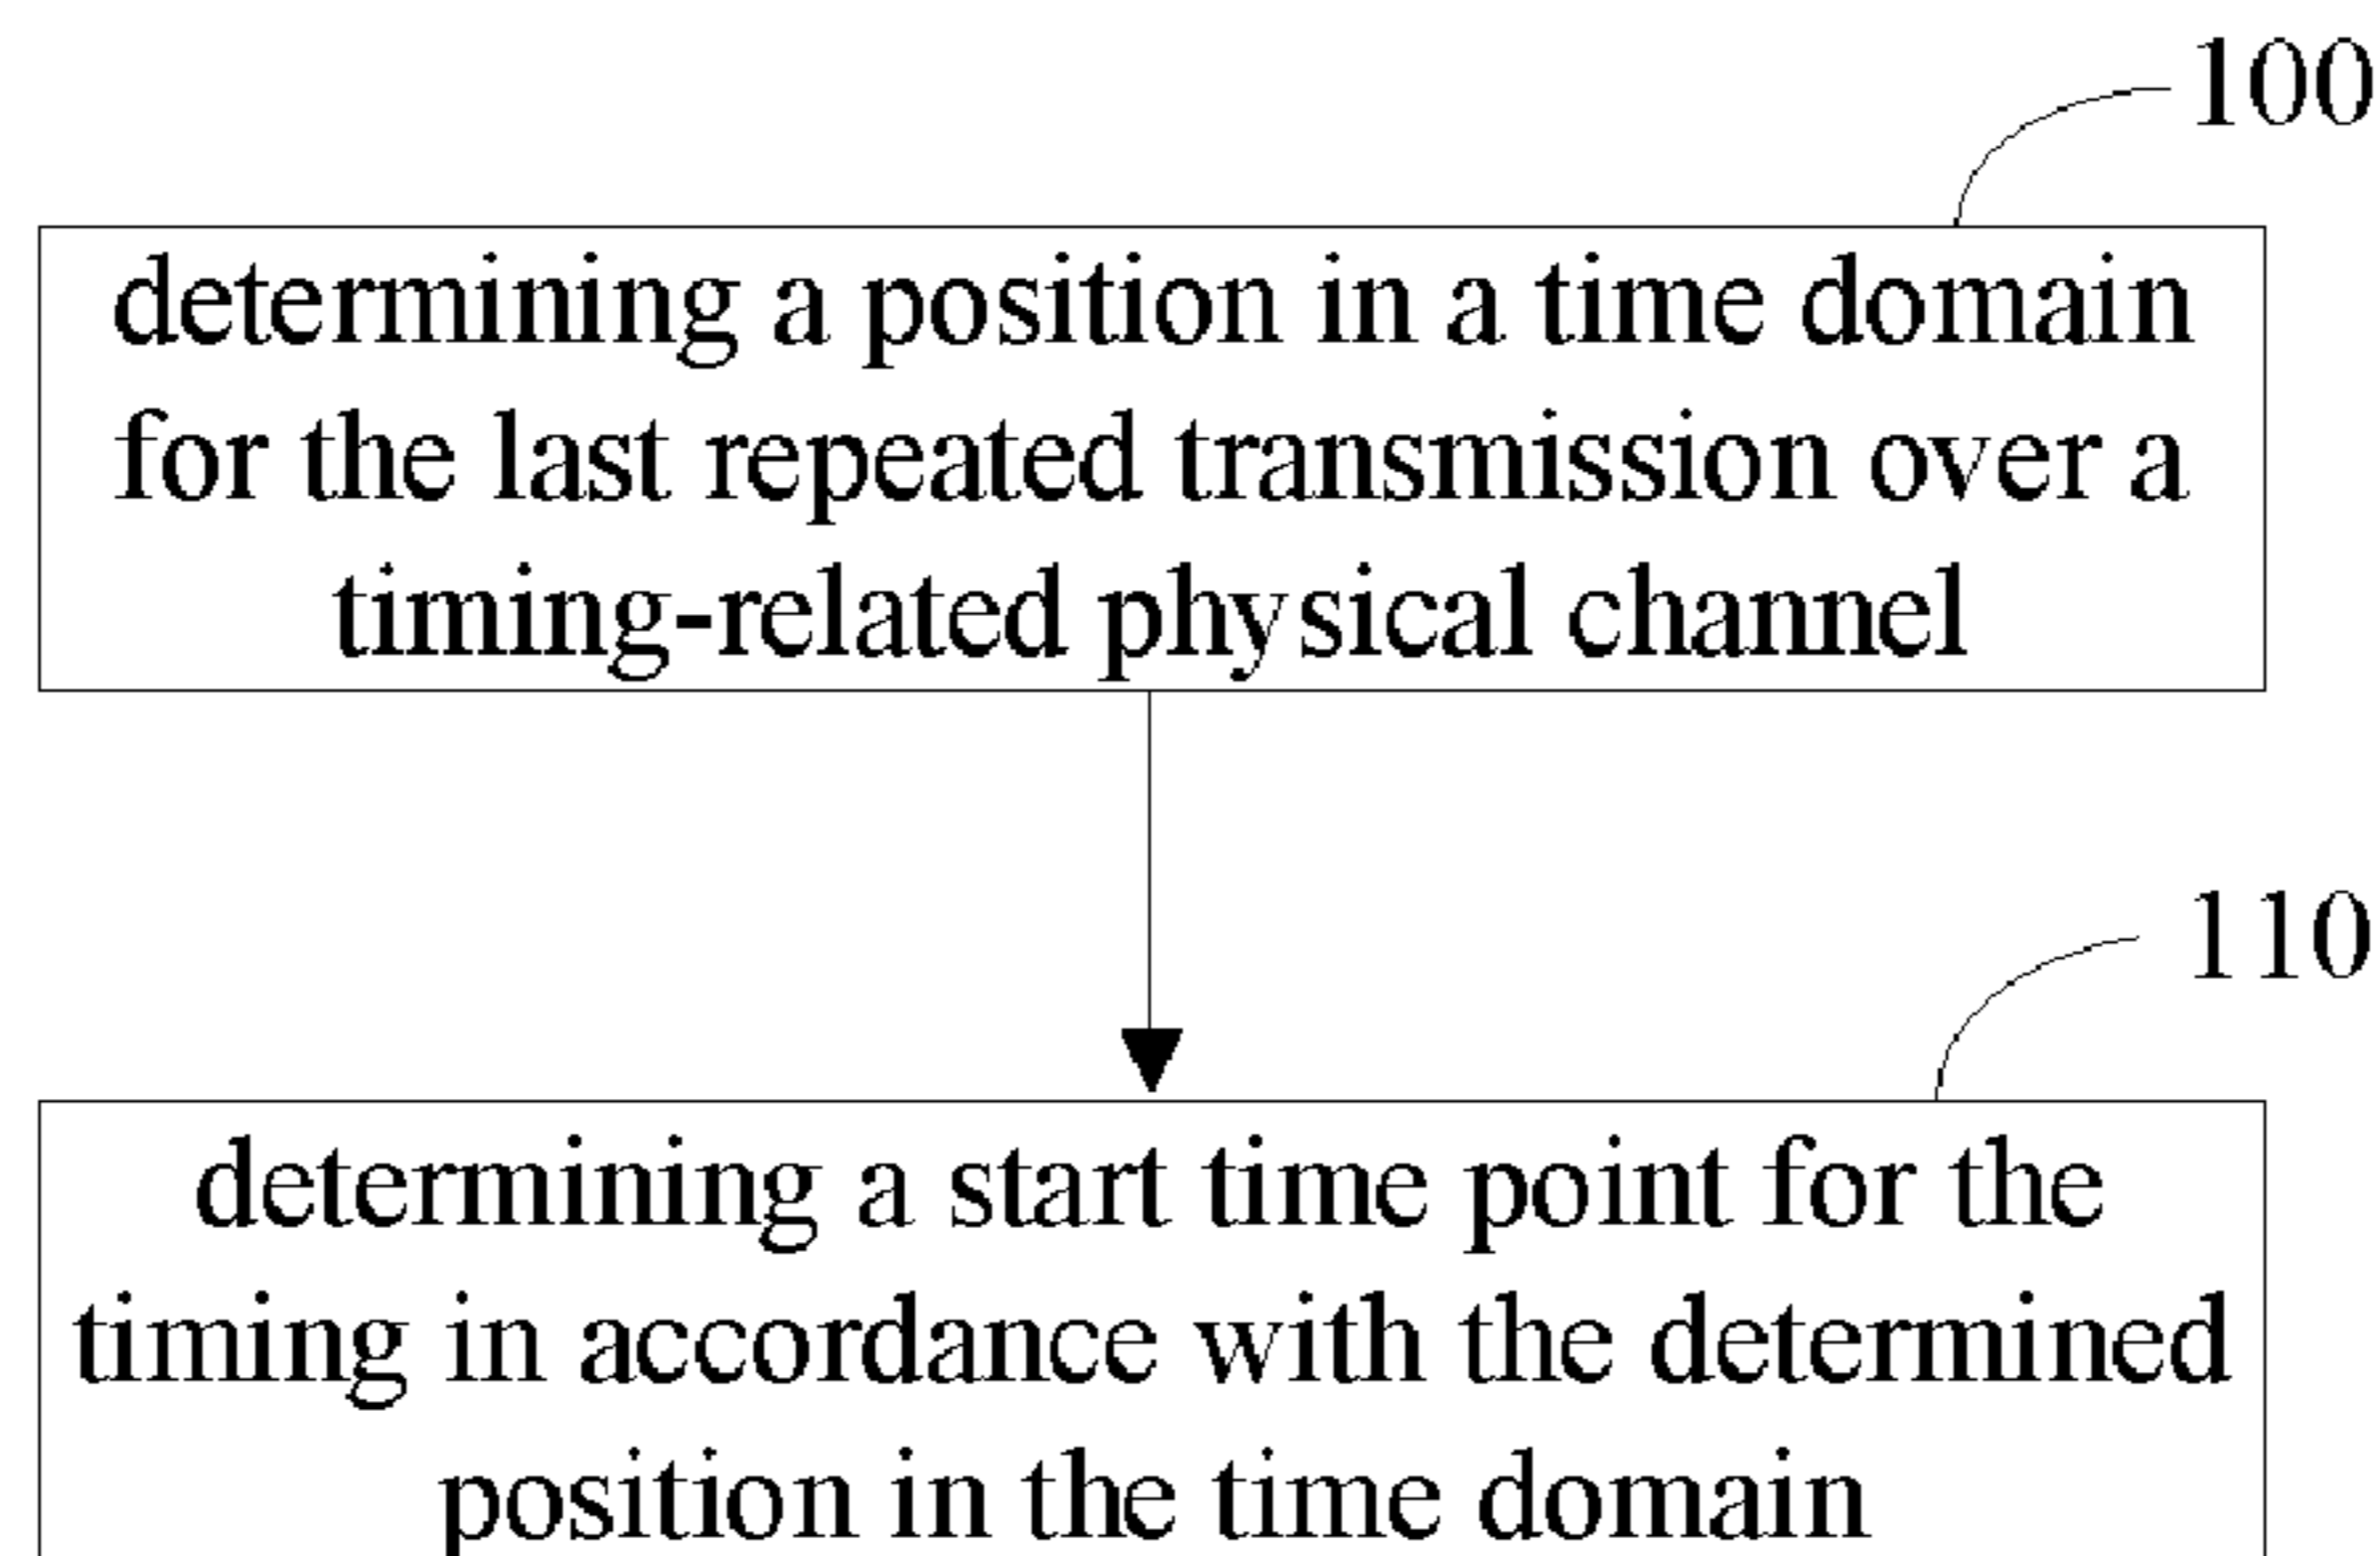 100
determining a position in a time domain
for the last repeated transmission over a
timing-related physical channel
110
determining a start time point for the
timing in accordance with the determined
position in the time domain